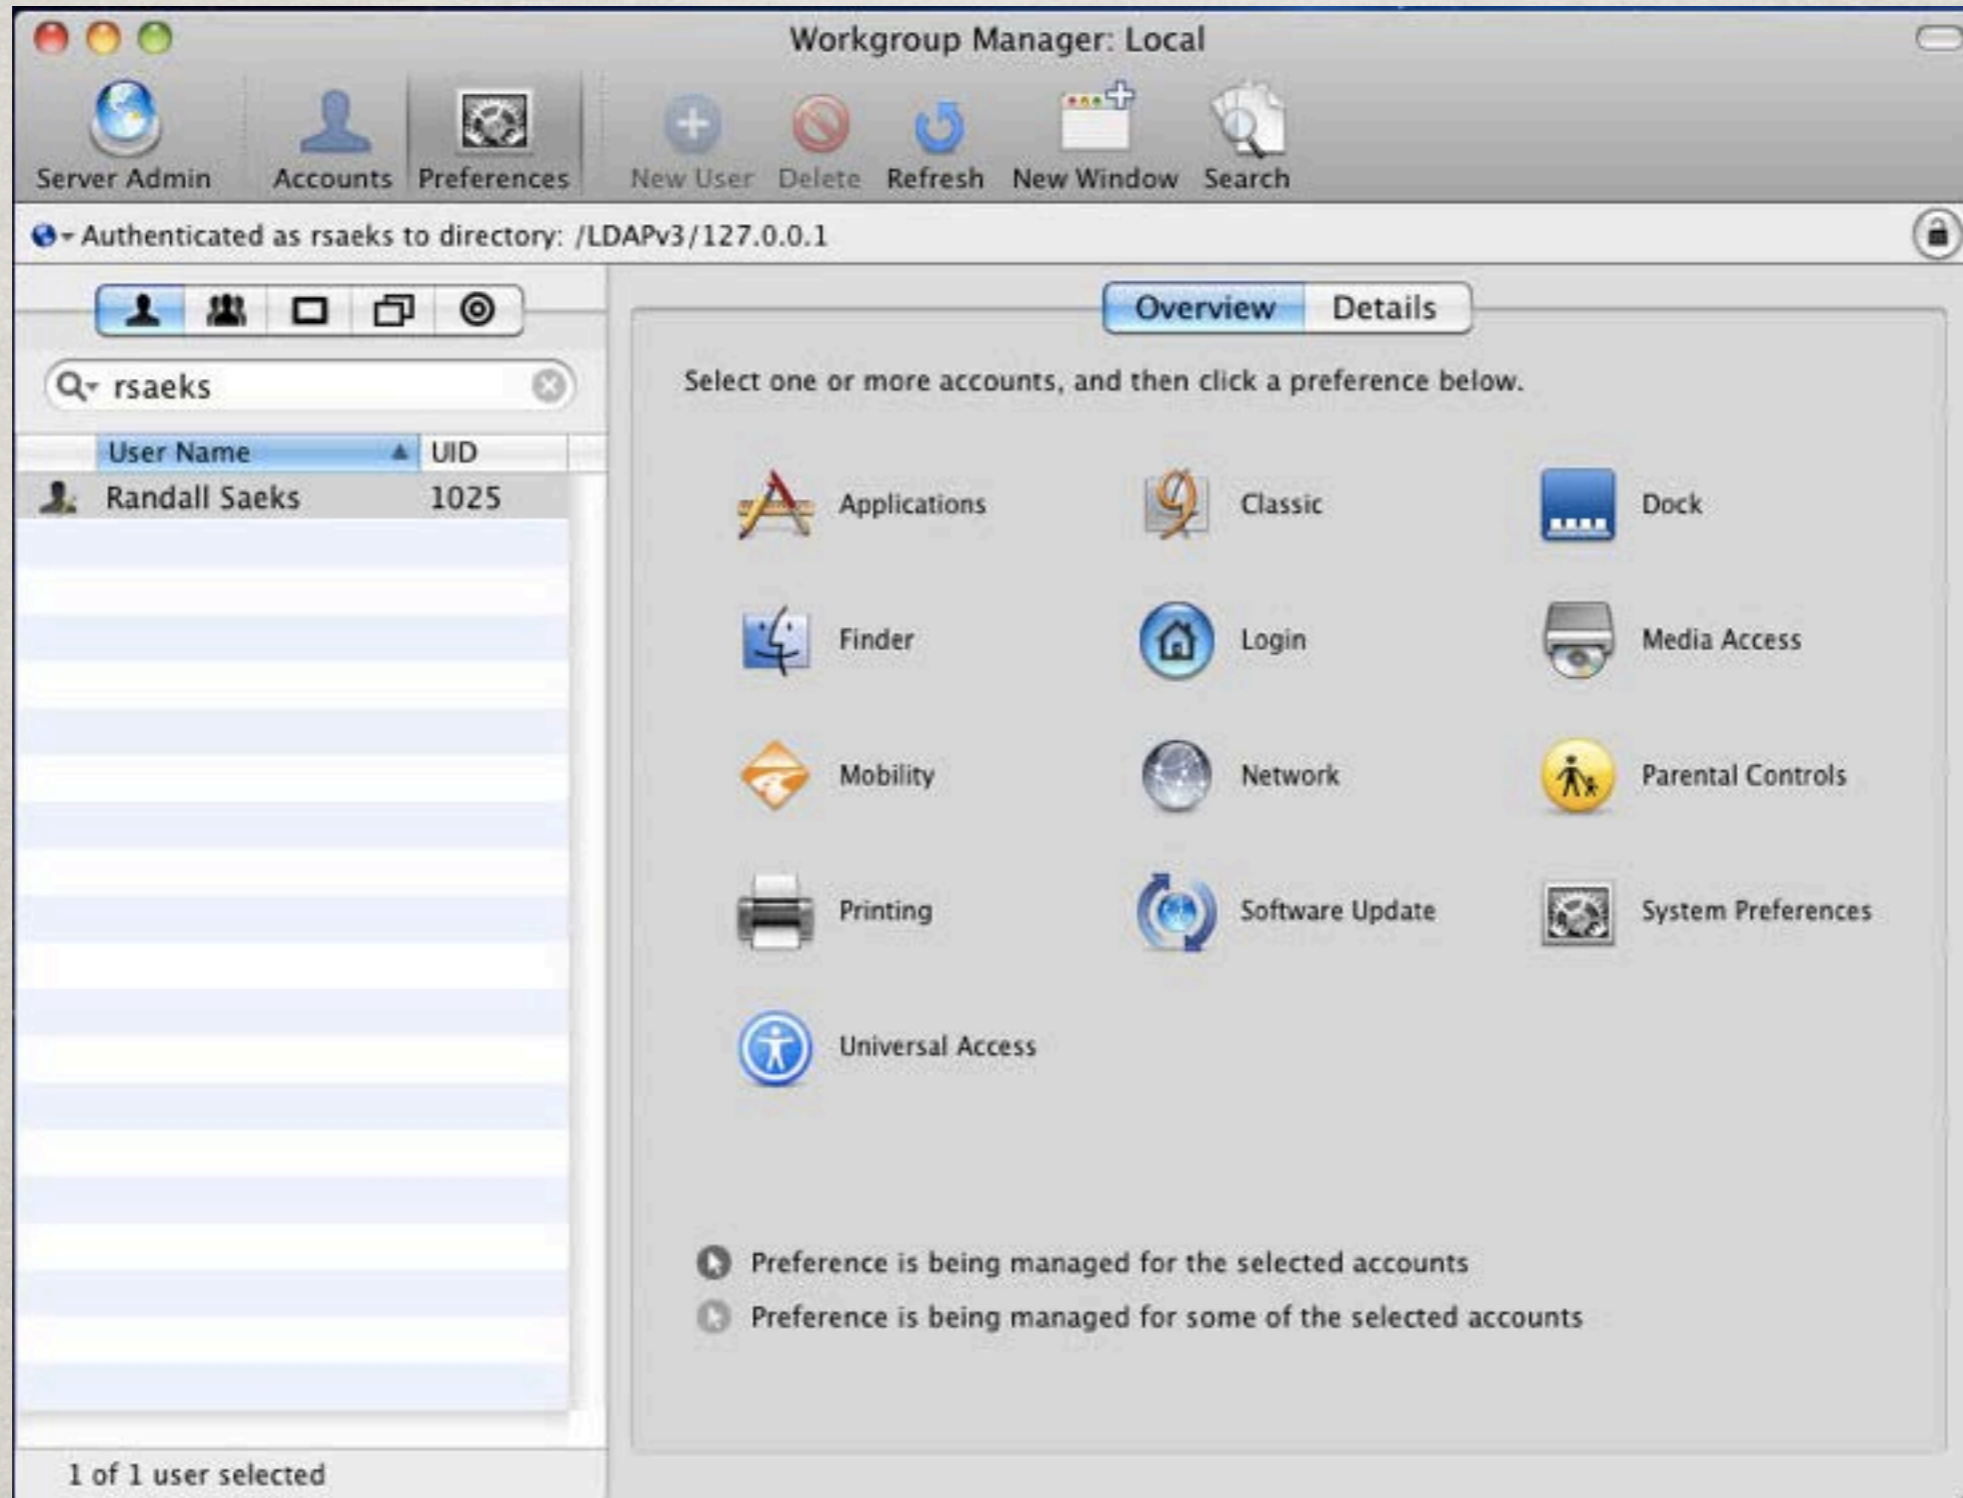 Workgroup Manager: Local
Server Admin Accounts Preferences New User Delete Refresh New Window Search
Authenticated as rsaeks to directory: /LDAPv3/127.0.0.1
Overview Details
rsaeks
Select one or more accounts, and then click a preference below.
User Name UID
Randall Saeks 1025
Applications Classic Dock
Finder Login Media Access
Mobility Network Parental Controls
Printing Software Update System Preferences
Universal Access
Preference is being managed for the selected accounts
Preference is being managed for some of the selected accounts
1 of 1 user selected